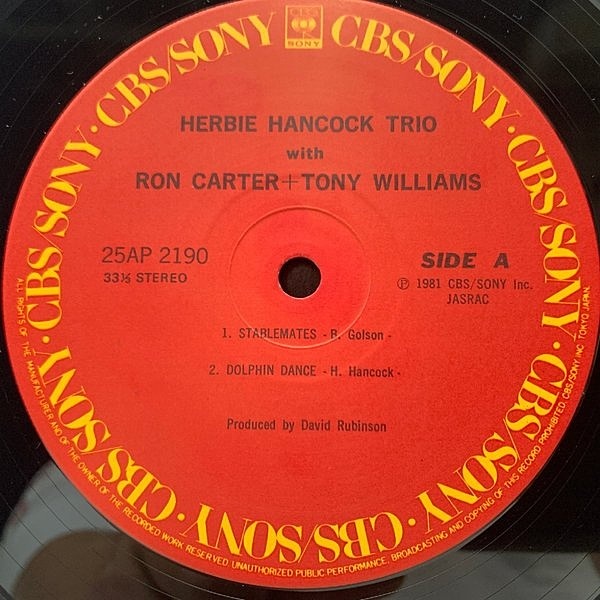 CBS/SONY · CBS/SONY · CBS/SONY · CBS/SONY · CBS/SONY · CBS/SONY · CBS/SONY · CBS/SONY
CBS
SONY
HERBIE HANCOCK TRIO
with
RON CARTER+TONY WILLIAMS
25AP 2190
33⅓ STEREO
SIDE A
Ⓟ 1981 CBS/SONY Inc.
JASRAC
1. STABLEMATES - R. Golson -
2. DOLPHIN DANCE - H. Hancock -
Produced by David Rubinson
ALL RIGHTS OF THE MANUFACTURER AND OF THE OWNER OF THE RECORDED WORK RESERVED. UNAUTHORIZED PUBLIC PERFORMANCE, BROADCASTING AND COPYING OF THIS RECORD PROHIBITED. CBS/SONY INC. TOKYO JAPAN.